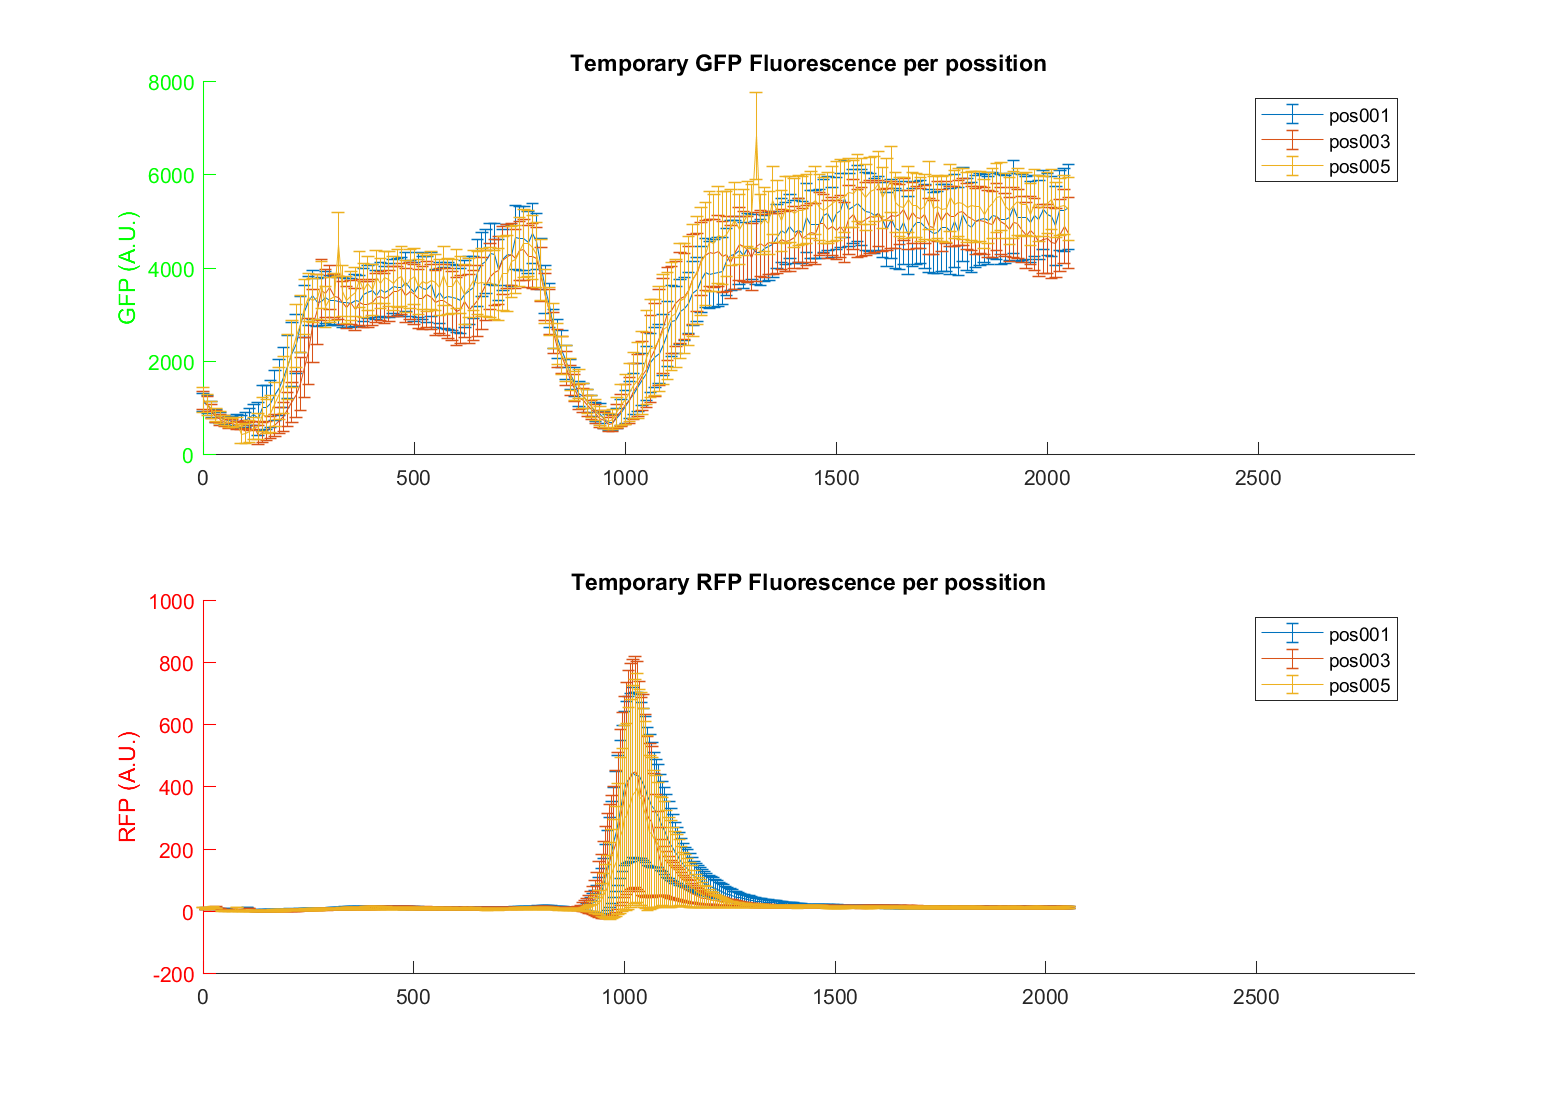 Temporary GFP Fluorescence per possition
GFP (A.U.)
8000
6000
4000
2000
0
0 500 1000 1500 2000 2500
pos001
pos003
pos005
Temporary RFP Fluorescence per possition
RFP (A.U.)
1000
800
600
400
200
0
-200
0 500 1000 1500 2000 2500
pos001
pos003
pos005